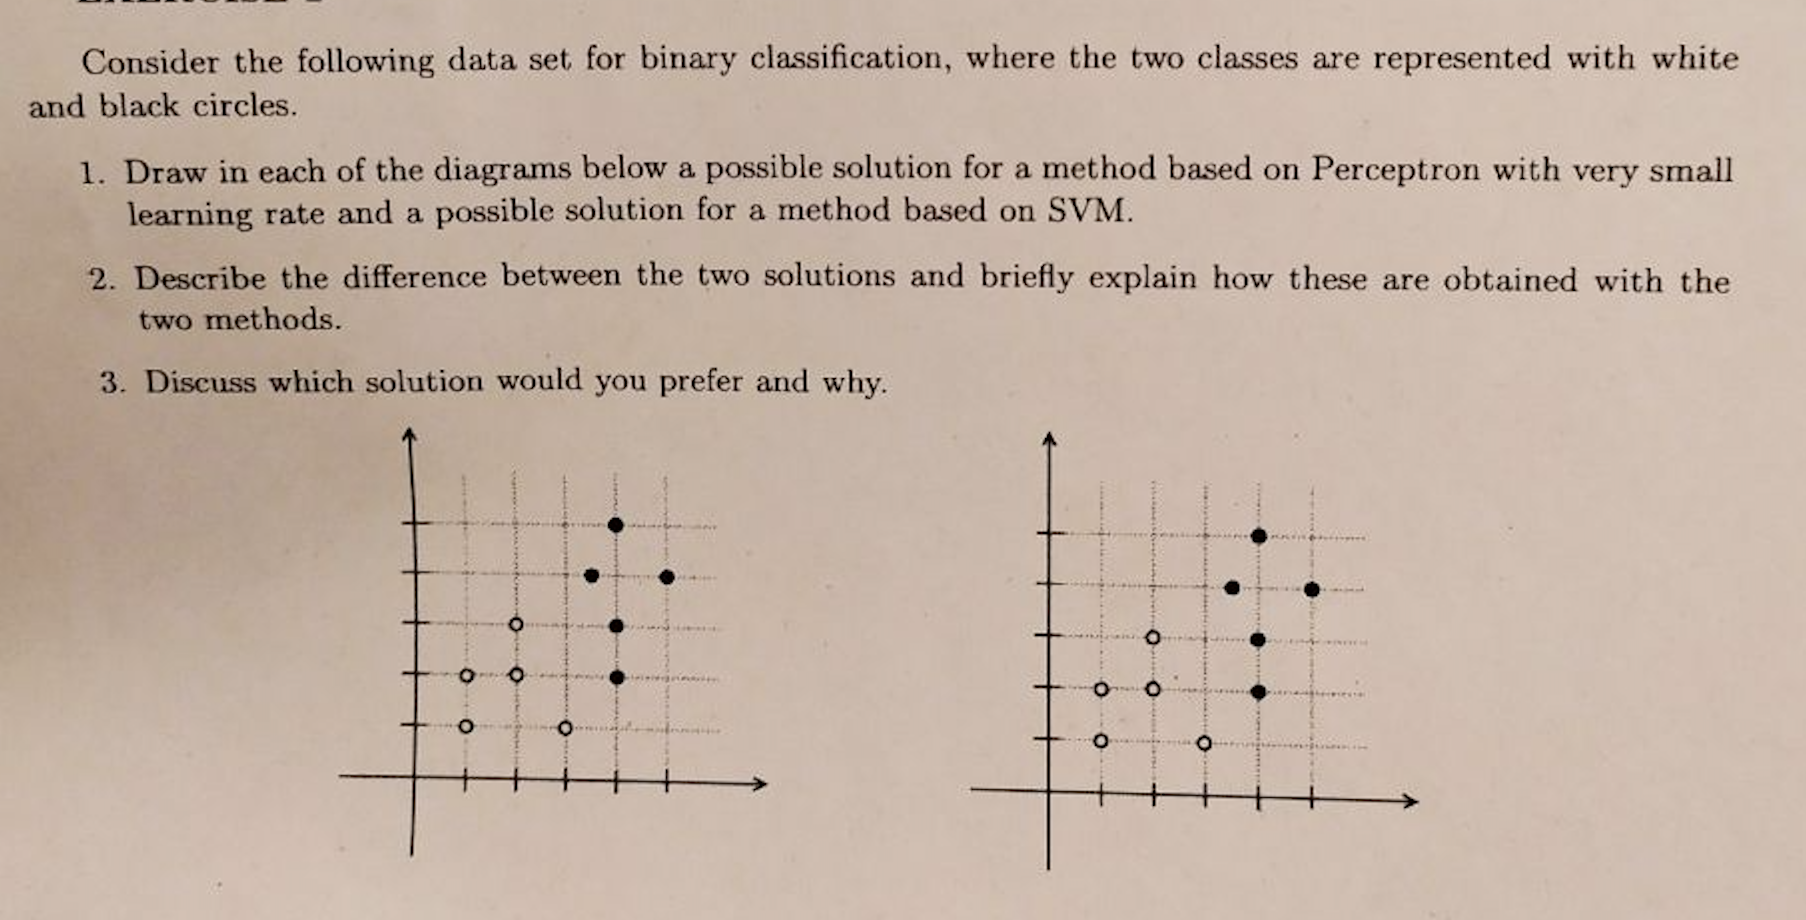 Consider the following data set for binary classification, where the two classes are represented with white
and black circles.
1. Draw in each of the diagrams below a possible solution for a method based on Perceptron with very small
learning rate and a possible solution for a method based on SVM.
2. Describe the difference between the two solutions and briefly explain how these are obtained with the
two methods.
3. Discuss which solution would you prefer and why.